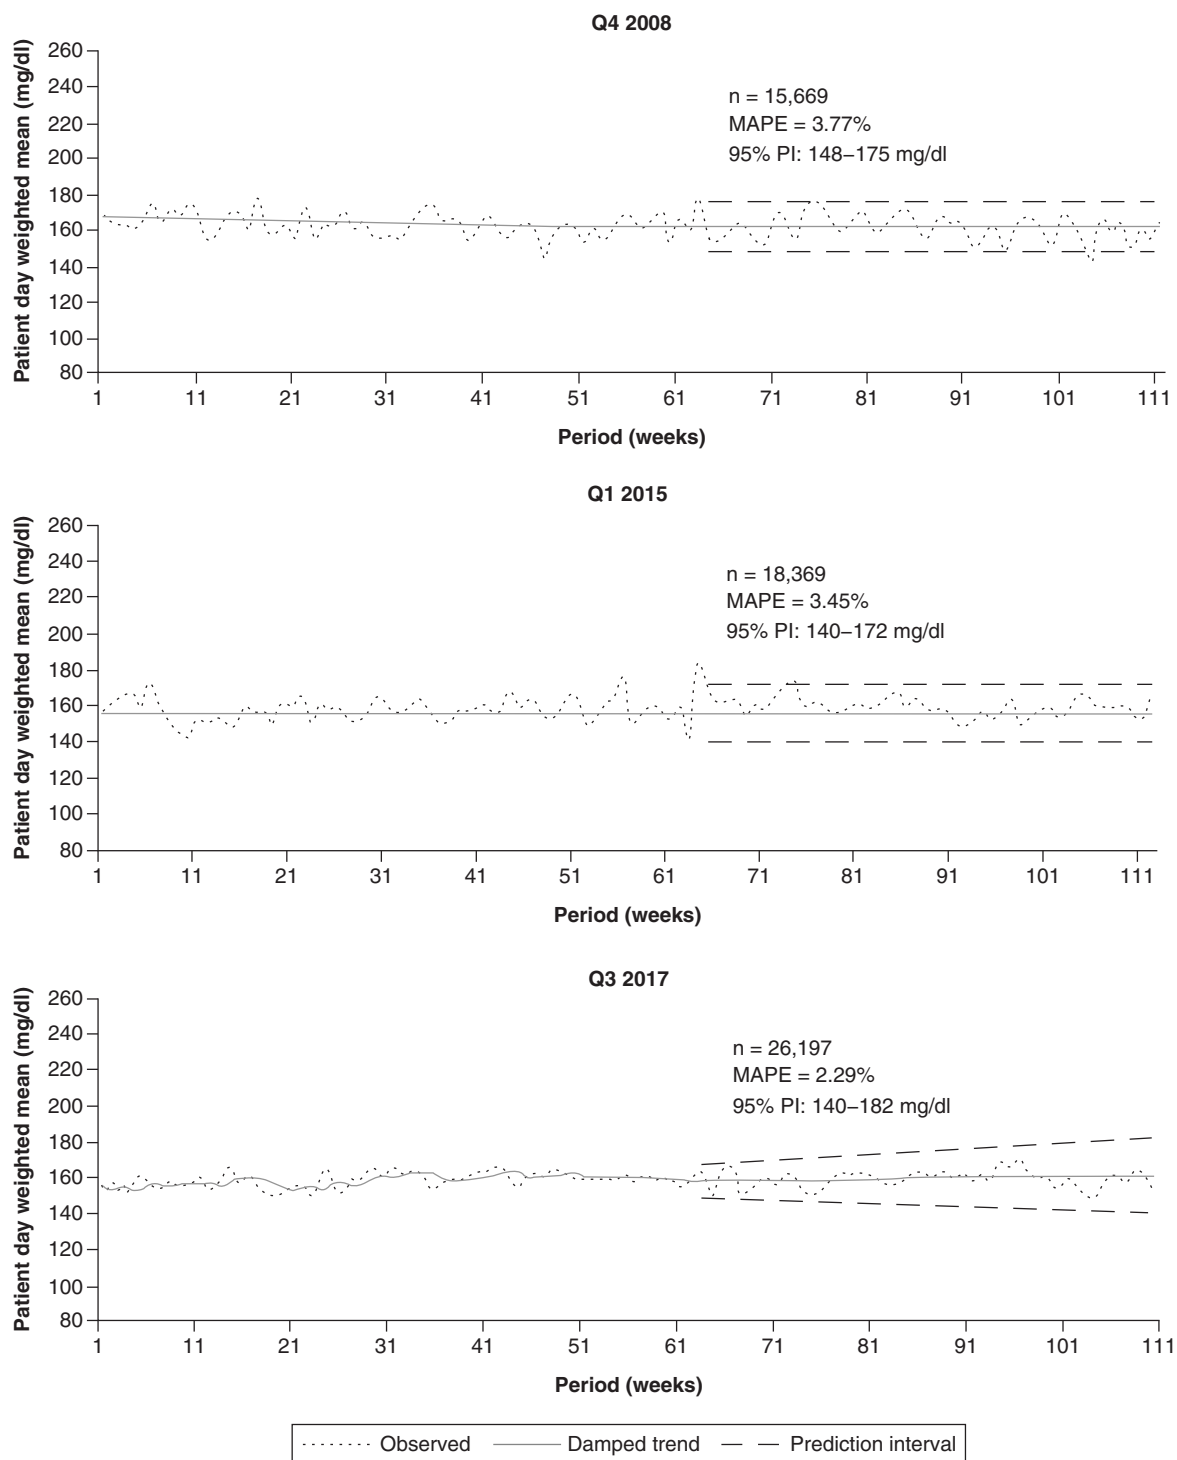 Q4 2008
Patient day weighted mean (mg/dl)
260
240
220
200
180
160
140
120
100
80
n = 15,669
MAPE = 3.77%
95% PI: 148–175 mg/dl
1 11 21 31 41 51 61 71 81 91 101 111
Period (weeks)
Q1 2015
Patient day weighted mean (mg/dl)
260
240
220
200
180
160
140
120
100
80
n = 18,369
MAPE = 3.45%
95% PI: 140–172 mg/dl
1 11 21 31 41 51 61 71 81 91 101 111
Period (weeks)
Q3 2017
Patient day weighted mean (mg/dl)
260
240
220
200
180
160
140
120
100
80
n = 26,197
MAPE = 2.29%
95% PI: 140–182 mg/dl
1 11 21 31 41 51 61 71 81 91 101 111
Period (weeks)
Observed Damped trend Prediction interval